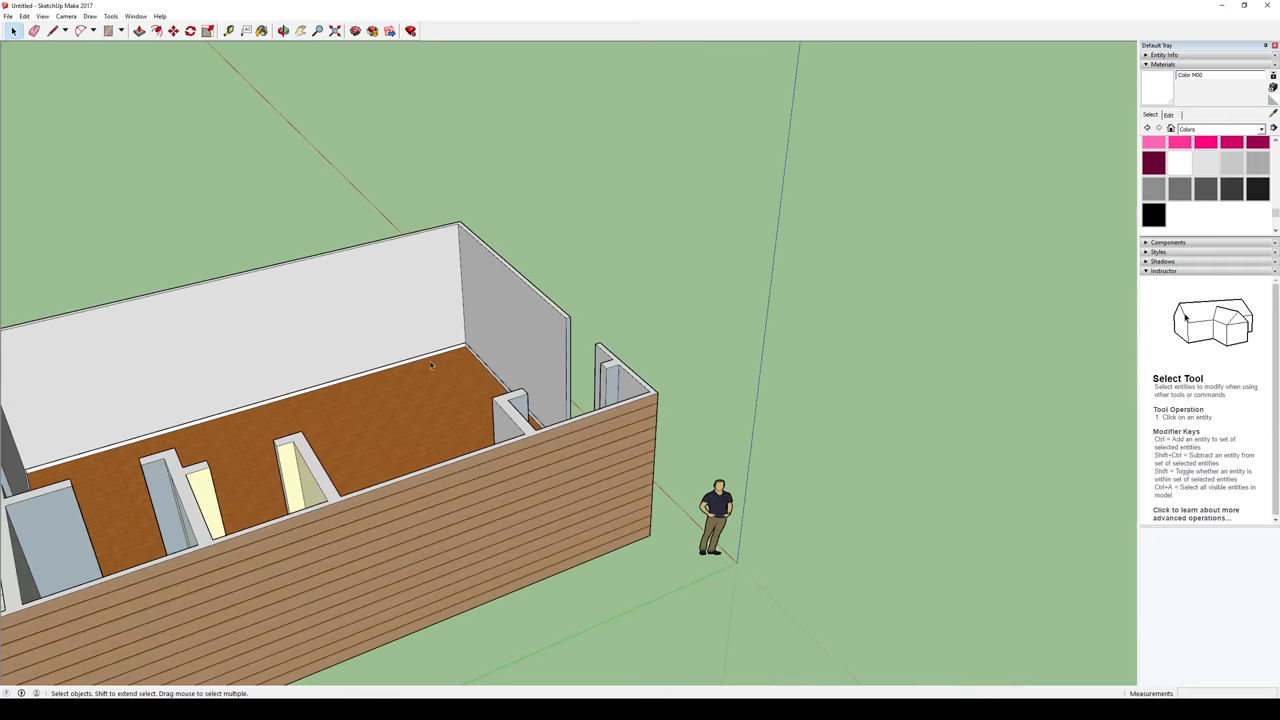 Untitled - SketchUp Make 2017
File Edit View Camera Draw Tools Window Help
Default Tray
Entity Info
Materials
Color M00
Select Edit
Colors
Components
Styles
Shadows
Instructor
Select Tool
Select entities to modify when using
other tools or commands.
Tool Operation
1. Click on an entity.
Modifier Keys
Ctrl = Add an entity to set of
selected entities
Shift+Ctrl = Subtract an entity from
set of selected entities
Shift = Toggle whether an entity is
within set of selected entities
Ctrl+A = Select all visible entities in
model
Click to learn about more
advanced operations...
Select objects. Shift to extend select. Drag mouse to select multiple.
Measurements